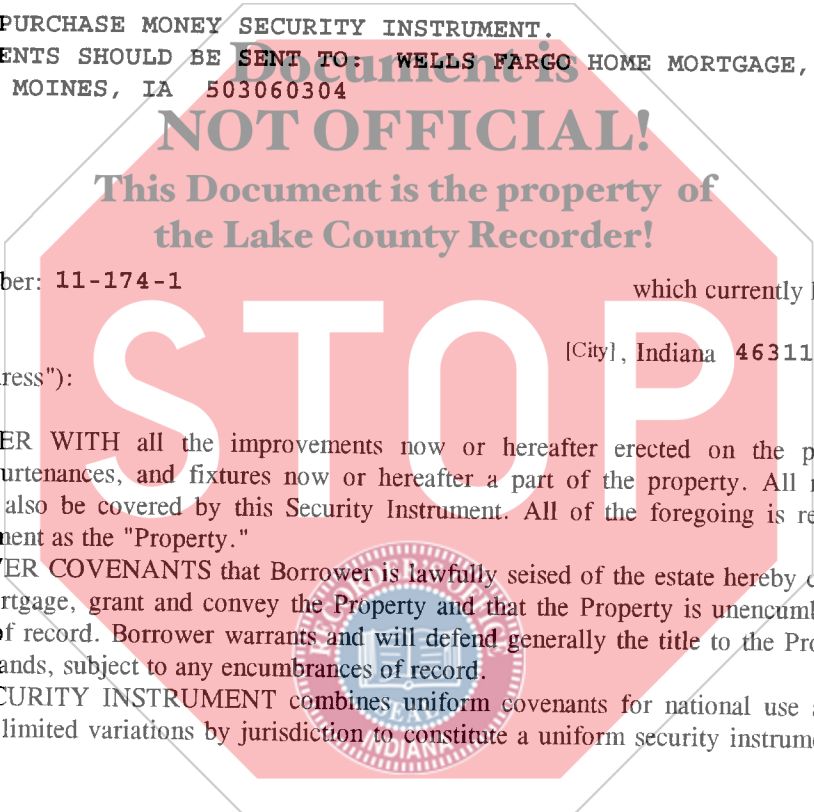 PURCHASE MONEY SECURITY INSTRUMENT.
ENTS SHOULD BE SENT TO: WELLS FARGO HOME MORTGAGE,
MOINES, IA 503060304
Document is
NOT OFFICIAL!
This Document is the property of
the Lake County Recorder!
ber: 11-174-1
which currently
[City], Indiana 46311
ress"):
STOP
ER WITH all the improvements now or hereafter erected on the p
urtenances, and fixtures now or hereafter a part of the property. All
also be covered by this Security Instrument. All of the foregoing is re
ment as the "Property."
ER COVENANTS that Borrower is lawfully seised of the estate hereby
rtgage, grant and convey the Property and that the Property is unencumb
of record. Borrower warrants and will defend generally the title to the Pro
ands, subject to any encumbrances of record.
CURITY INSTRUMENT combines uniform covenants for national use
limited variations by jurisdiction to constitute a uniform security instrume
SEAL
INDIANA